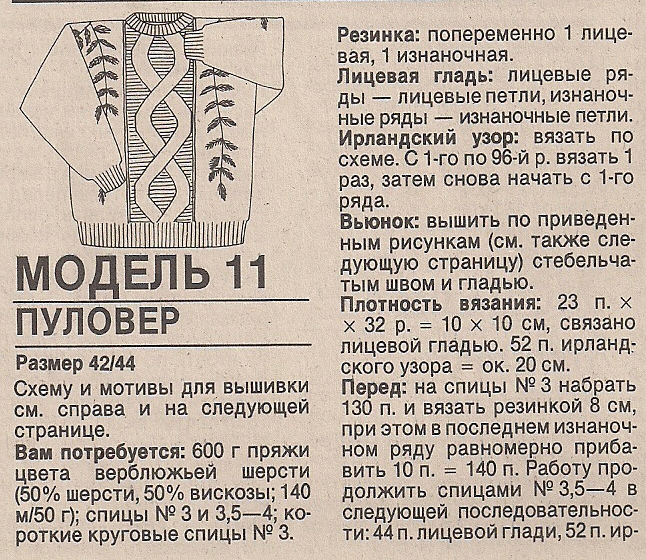 МОДЕЛЬ 11
ПУЛОВЕР
Размер 42/44
Схему и мотивы для вышивки
см. справа и на следующей
странице.
Вам потребуется: 600 г пряжи
цвета верблюжьей шерсти
(50% шерсти, 50% вискозы; 140
м/50 г); спицы № 3 и 3,5—4; ко-
роткие круговые спицы № 3.
Резинка: попеременно 1 лице-
вая, 1 изнаночная.
Лицевая гладь: лицевые ря-
ды — лицевые петли, изнаноч-
ные ряды — изнаночные петли.
Ирландский узор: вязать по
схеме. С 1-го по 96-й р. вязать 1
раз, затем снова начать с 1-го
ряда.
Вьюнок: вышить по приведен-
ным рисункам (см. также сле-
дующую страницу) стебельча-
тым швом и гладью.
Плотность вязания: 23 п. ×
× 32 р. = 10 × 10 см, связано
лицевой гладью. 52 п. ирланд-
ского узора = ок. 20 см.
Перед: на спицы № 3 набрать
130 п. и вязать резинкой 8 см,
при этом в последнем изнаноч-
ном ряду равномерно приба-
вить 10 п. = 140 п. Работу про-
должить спицами № 3,5—4 в
следующей последовательнос-
ти: 44 п. лицевой глади, 52 п. ир-